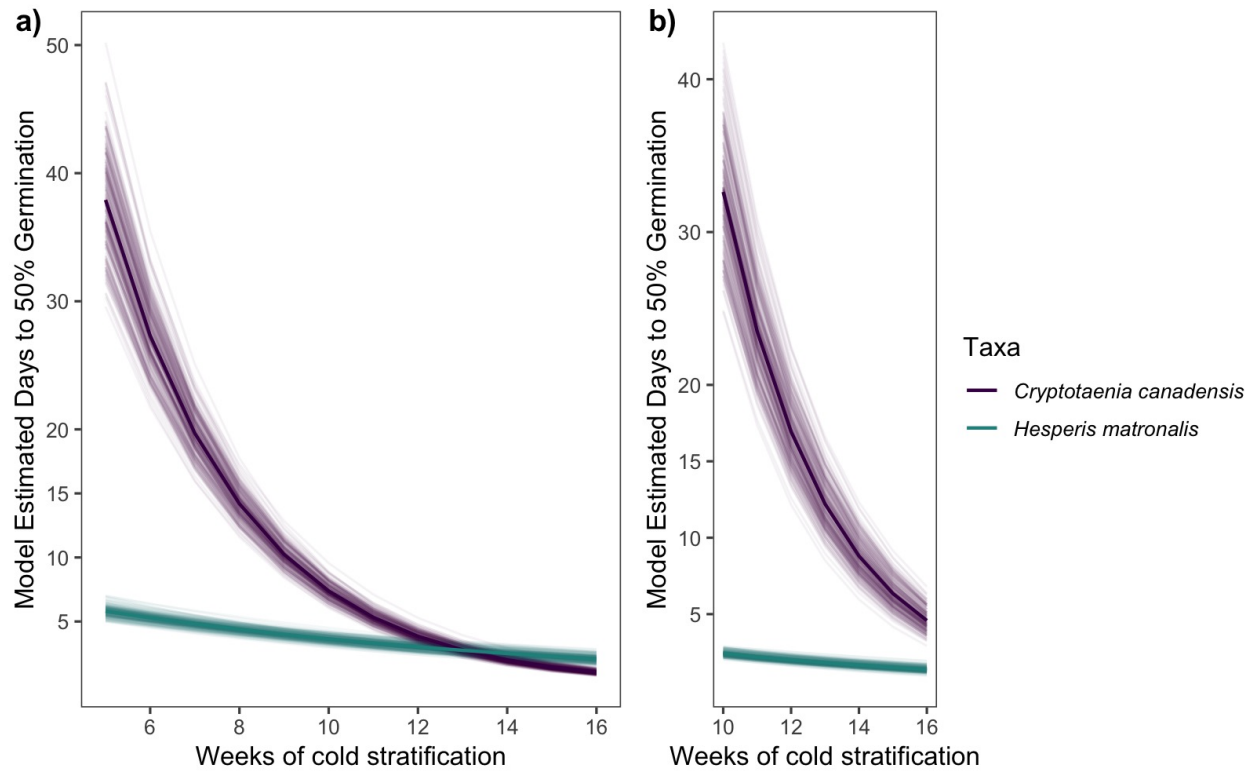 a)
Model Estimated Days to 50% Germination
50
40
30
20
15
10
5
6 8 10 12 14 16
Weeks of cold stratification
b)
Model Estimated Days to 50% Germination
40
30
20
15
10
5
10 12 14 16
Weeks of cold stratification
Taxa
Cryptotaenia canadensis
Hesperis matronalis